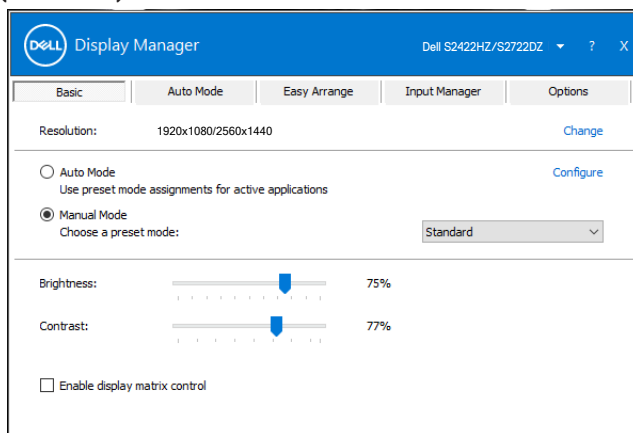 DELL Display Manager Dell S2422HZ/S2722DZ ? X
Basic Auto Mode Easy Arrange Input Manager Options
Resolution: 1920x1080/2560x1440 Change
Auto Mode Configure
Use preset mode assignments for active applications
Manual Mode
Choose a preset mode: Standard
Brightness: 75%
Contrast: 77%
Enable display matrix control